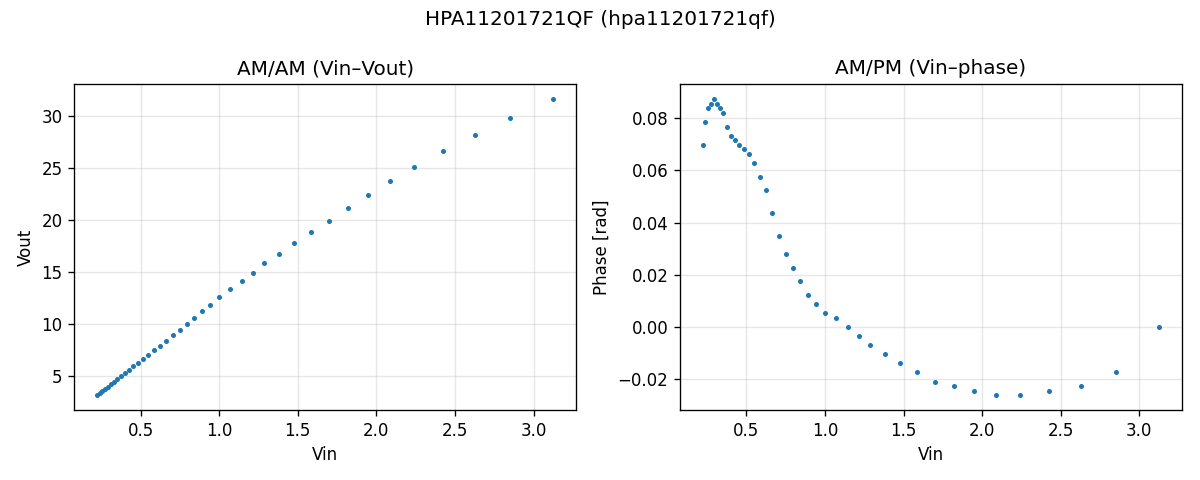 HPA11201721QF (hpa11201721qf)
AM/AM (Vin–Vout)
30
25
20
15
10
5
Vout
0.5 1.0 1.5 2.0 2.5 3.0
Vin
AM/PM (Vin–phase)
0.08
0.06
0.04
0.02
0.00
−0.02
Phase [rad]
0.5 1.0 1.5 2.0 2.5 3.0
Vin